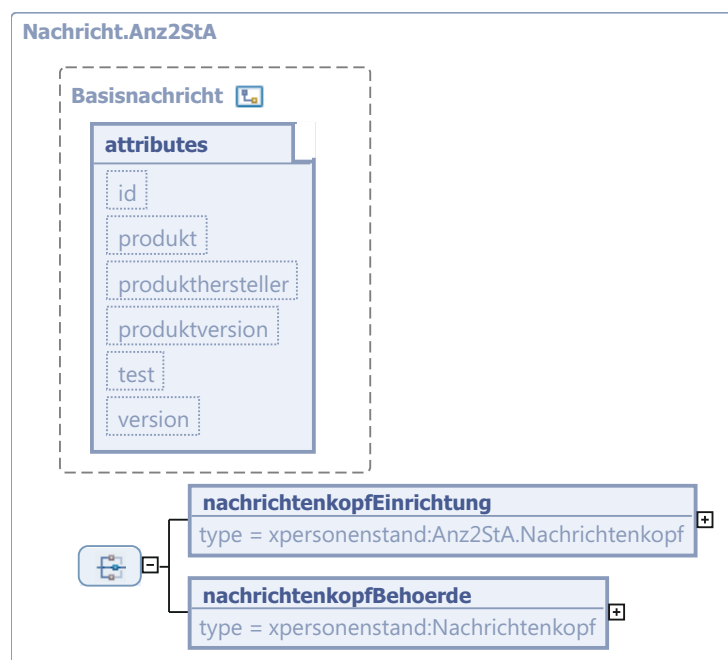 Nachricht.Anz2StA
Basisnachricht
attributes
id
produkt
produkthersteller
produktversion
test
version
nachrichtenkopfEinrichtung
type = xpersonenstand:Anz2StA.Nachrichtenkopf
nachrichtenkopfBehoerde
type = xpersonenstand:Nachrichtenkopf